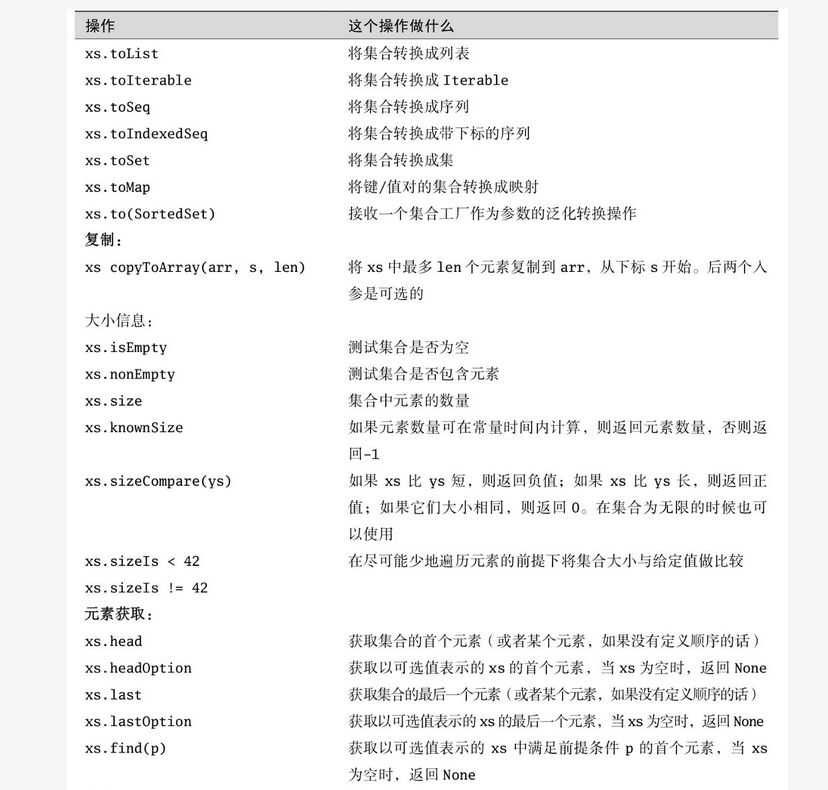 操作 这个操作做什么
xs.toList 将集合转换成列表
xs.toIterable 将集合转换成 Iterable
xs.toSeq 将集合转换成序列
xs.toIndexedSeq 将集合转换成带下标的序列
xs.toSet 将集合转换成集
xs.toMap 将键/值对的集合转换成映射
xs.to(SortedSet) 接收一个集合工厂作为参数的泛化转换操作
复制：
xs copyToArray(arr, s, len) 将 xs 中最多 len 个元素复制到 arr，从下标 s 开始。后两个入
参是可选的
大小信息：
xs.isEmpty 测试集合是否为空
xs.nonEmpty 测试集合是否包含元素
xs.size 集合中元素的数量
xs.knownSize 如果元素数量可在常量时间内计算，则返回元素数量，否则返
回-1
xs.sizeCompare(ys) 如果 xs 比 ys 短，则返回负值；如果 xs 比 ys 长，则返回正
值；如果它们大小相同，则返回 0。在集合为无限的时候也可
以使用
xs.sizeIs < 42 在尽可能少地遍历元素的前提下将集合大小与给定值做比较
xs.sizeIs != 42
元素获取：
xs.head 获取集合的首个元素（或者某个元素，如果没有定义顺序的话）
xs.headOption 获取以可选值表示的 xs 的首个元素，当 xs 为空时，返回 None
xs.last 获取集合的最后一个元素（或者某个元素，如果没有定义顺序的话）
xs.lastOption 获取以可选值表示的 xs 的最后一个元素，当 xs 为空时，返回 None
xs.find(p) 获取以可选值表示的 xs 中满足前提条件 p 的首个元素，当 xs
为空时，返回 None